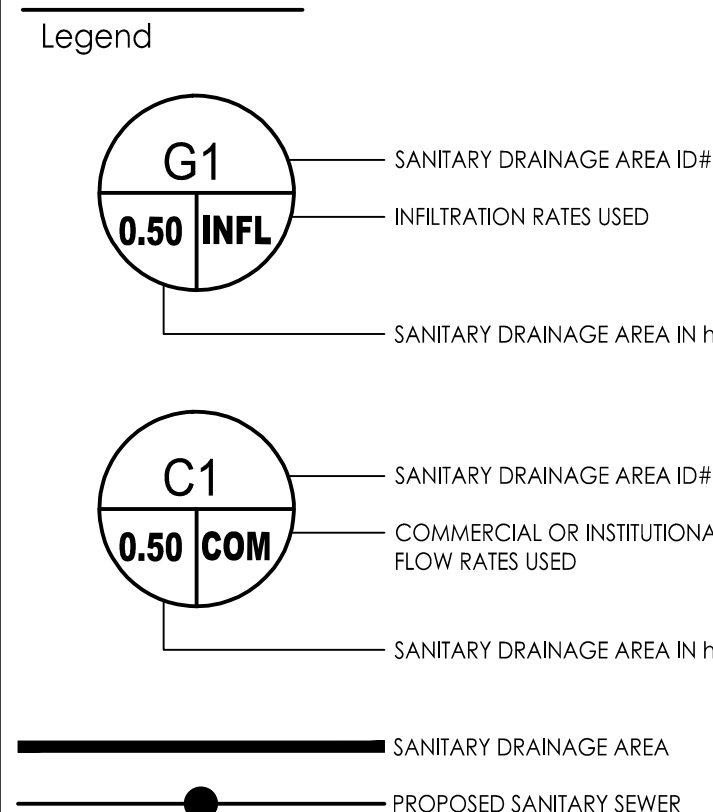 Legend
G1
0.50 INFL
SANITARY DRAINAGE AREA ID#
INFILTRATION RATES USED
SANITARY DRAINAGE AREA IN h
C1
0.50 COM
SANITARY DRAINAGE AREA ID#
COMMERCIAL OR INSTITUTIONA
FLOW RATES USED
SANITARY DRAINAGE AREA IN h
SANITARY DRAINAGE AREA
PROPOSED SANITARY SEWER